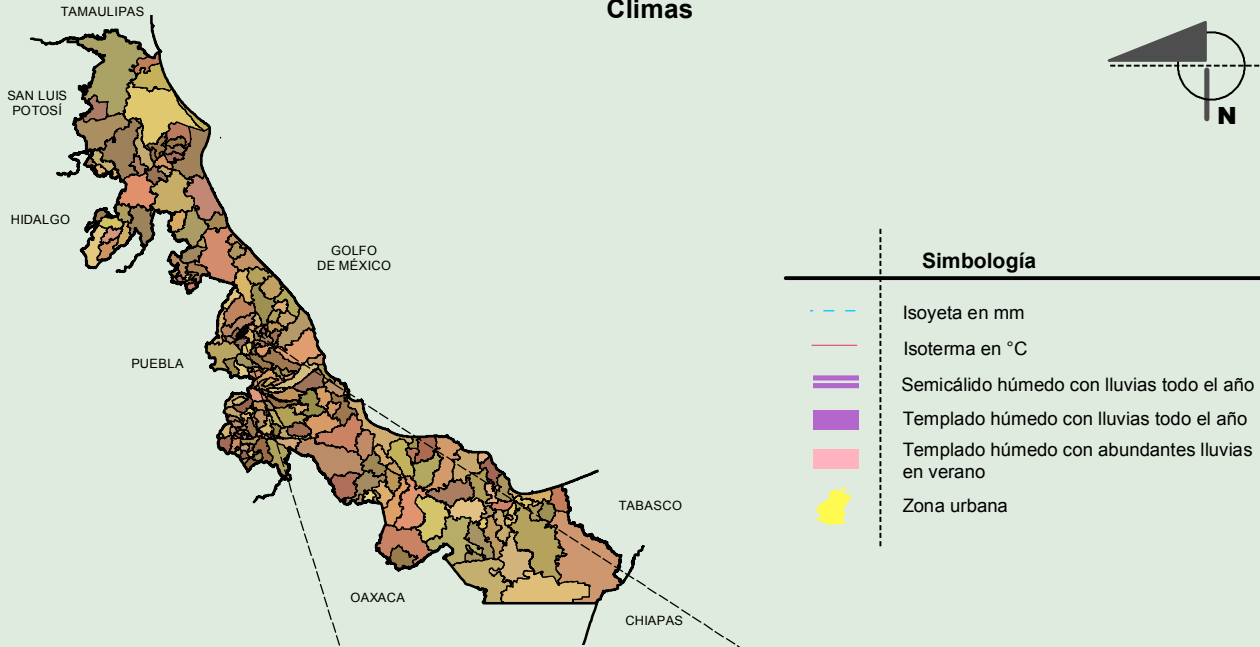 Climas
TAMAULIPAS
SAN LUIS
POTOSÍ
HIDALGO
GOLFO
DE MÉXICO
PUEBLA
OAXACA
TABASCO
CHIAPAS
N
Simbología
Isoyeta en mm
Isoterma en °C
Semicálido húmedo con lluvias todo el año
Templado húmedo con lluvias todo el año
Templado húmedo con abundantes lluvias
en verano
Zona urbana